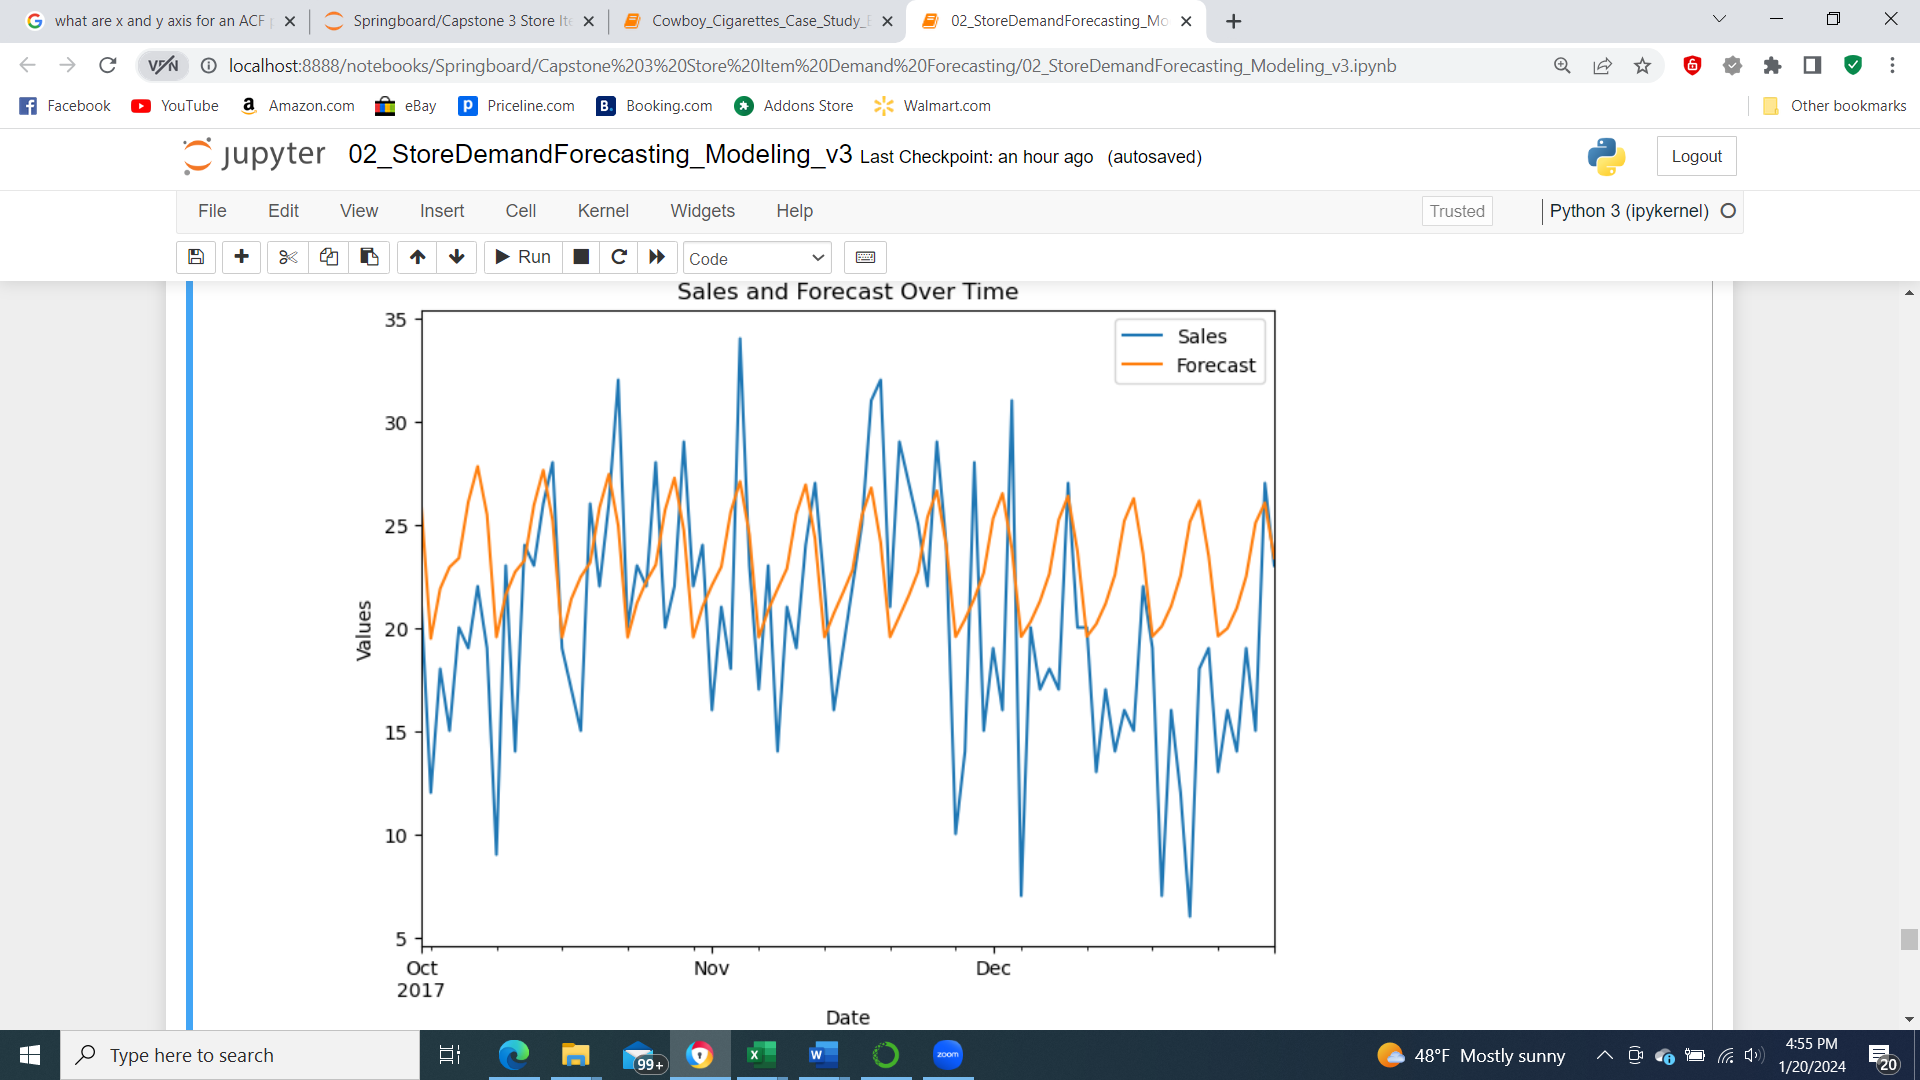 what are x and y axis for an ACF
Springboard/Capstone 3 Store Ite
Cowboy_Cigarettes_Case_Study_
02_StoreDemandForecasting_Mo
VPN
localhost:8888/notebooks/Springboard/Capstone%203%20Store%20Item%20Demand%20Forecasting/02_StoreDemandForecasting_Modeling_v3.ipynb
Facebook YouTube Amazon.com eBay Priceline.com Booking.com Addons Store Walmart.com Other bookmarks
jupyter 02_StoreDemandForecasting_Modeling_v3 Last Checkpoint: an hour ago (autosaved) Logout
File Edit View Insert Cell Kernel Widgets Help Trusted Python 3 (ipykernel)
Run Code
Sales and Forecast Over Time
35
Sales
Forecast
30
25
Values
20
15
10
5
Oct Nov Dec
2017
Date
Type here to search
99+
zoom
48°F Mostly sunny
4:55 PM
1/20/2024
20